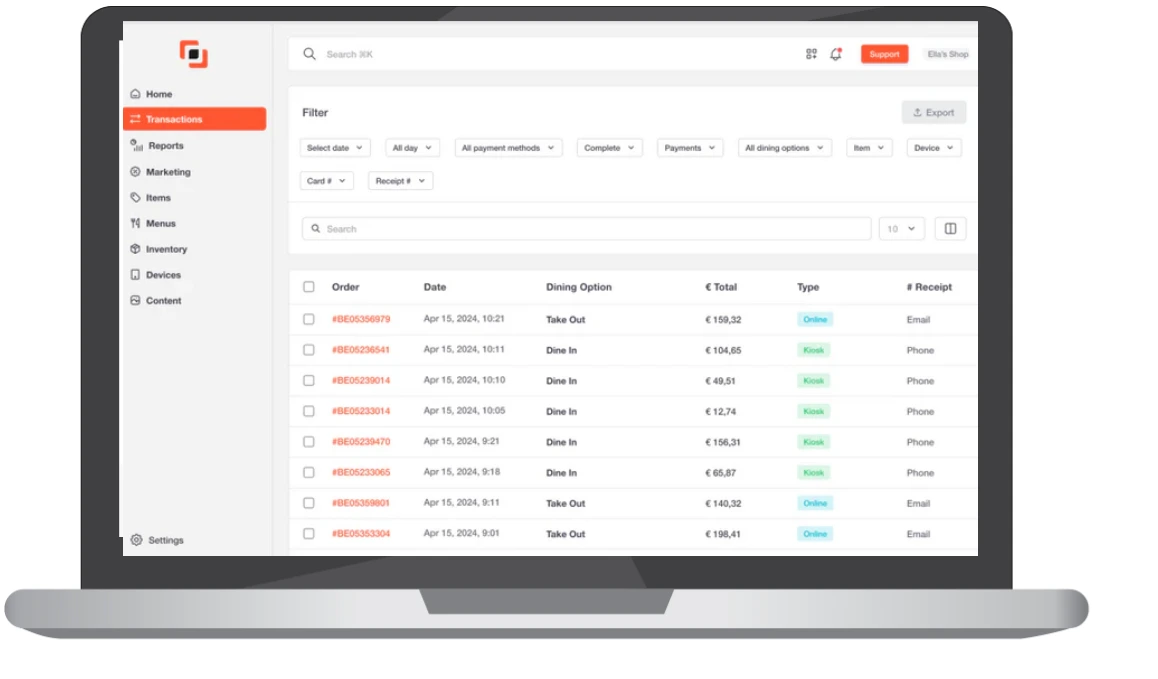 Search ⌘K
Support
Ella's Shop
Home
Transactions
Reports
Marketing
Items
Menus
Inventory
Devices
Content
Settings
Filter
Export
Select date All day All payment methods Complete Payments All dining options Item Device
Card # Receipt #
Search 10
Order Date Dining Option € Total Type # Receipt
#BE05356979 Apr 15, 2024, 10:21 Take Out € 159,32 Online Email
#BE05236541 Apr 15, 2024, 10:11 Dine In € 104,65 Kiosk Phone
#BE05239014 Apr 15, 2024, 10:10 Dine In € 49,51 Kiosk Phone
#BE05233014 Apr 15, 2024, 10:05 Dine In € 12,74 Kiosk Phone
#BE05239470 Apr 15, 2024, 9:21 Dine In € 156,31 Kiosk Phone
#BE05233065 Apr 15, 2024, 9:18 Dine In € 65,87 Kiosk Phone
#BE05359801 Apr 15, 2024, 9:11 Take Out € 140,32 Online Email
#BE05353304 Apr 15, 2024, 9:01 Take Out € 198,41 Online Email